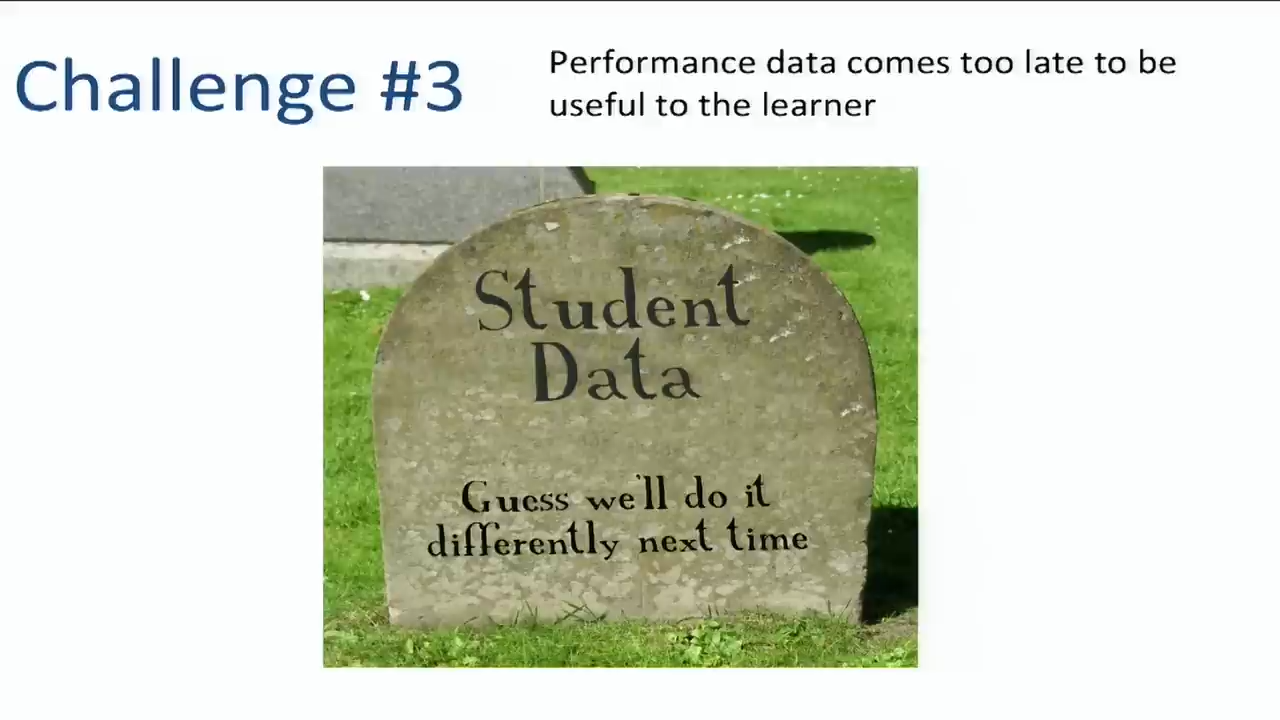 Challenge #3
Performance data comes too late to be
useful to the learner
Student
Data
Guess we'll do it
differently next time